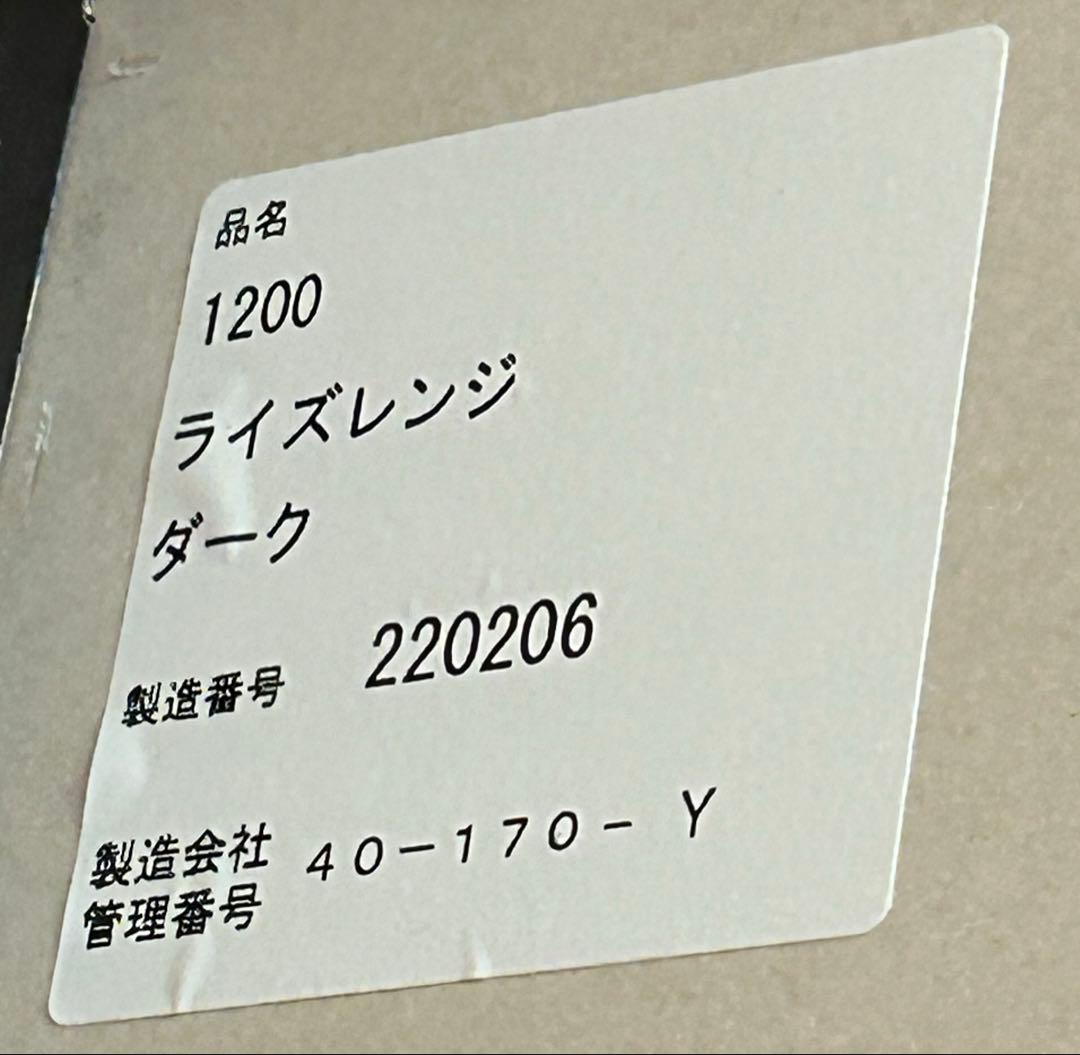 品名
1200
ライズレンジ
ダーク
製造番号 220206
製造会社 40-170- Y
管理番号